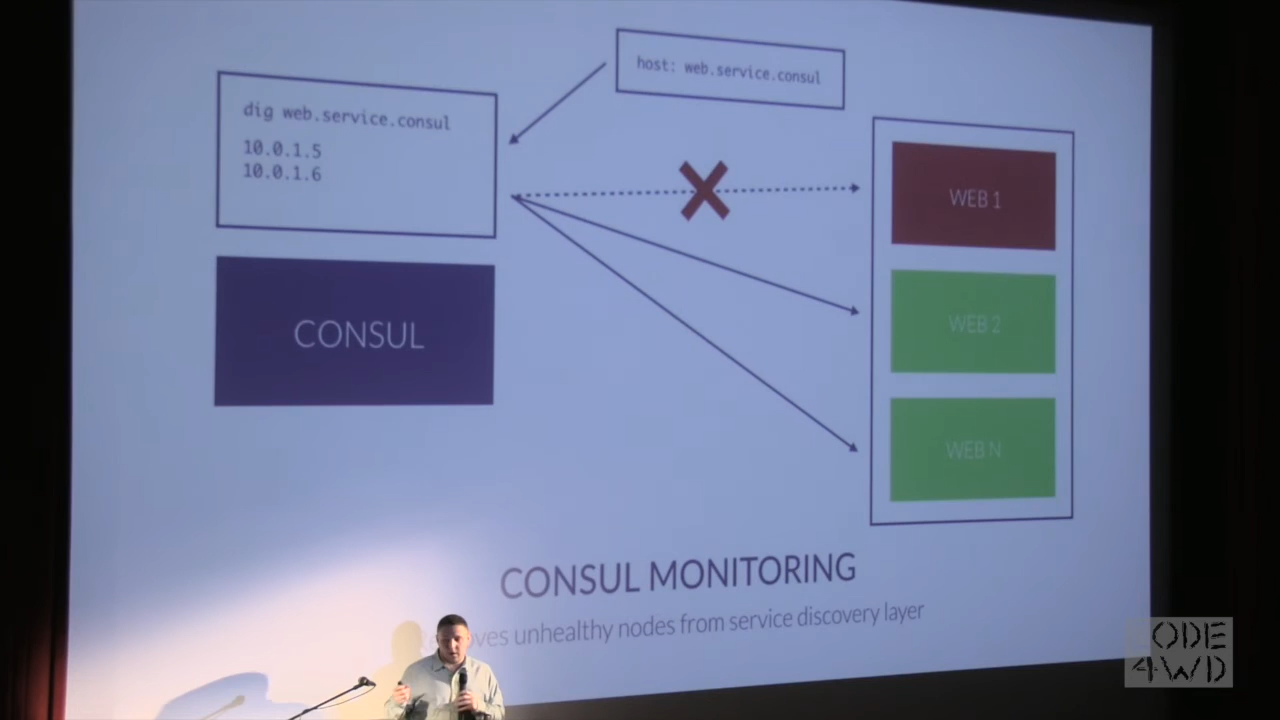 host: web.service.consul
dig web.service.consul
10.0.1.5
10.0.1.6
WEB 1
CONSUL
WEB 2
WEB N
CONSUL MONITORING
unhealthy nodes from service discovery layer
ODE
4WD